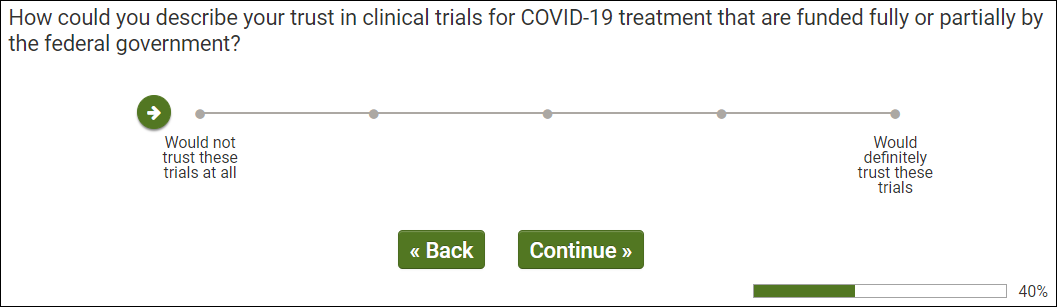 How could you describe your trust in clinical trials for COVID-19 treatment that are funded fully or partially by
the federal government?
Would not
trust these
trials at all
Would
definitely
trust these
trials
« Back
Continue »
40%